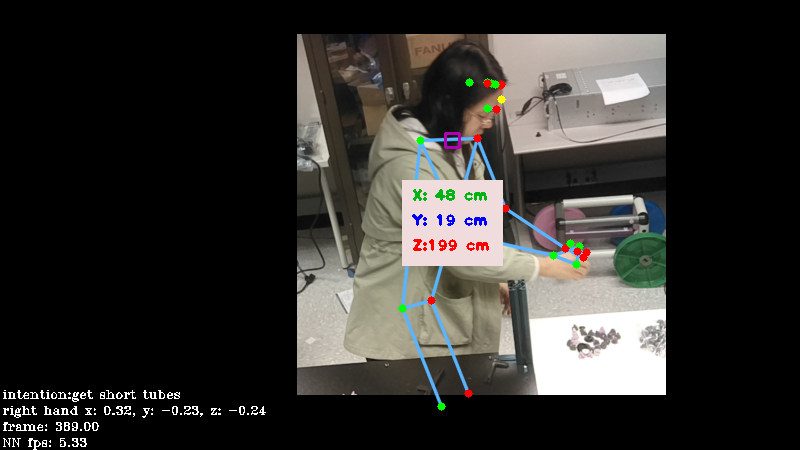 FANUC
X: 48 cm
Y: 19 cm
Z:199 cm
intention:get short tubes
right hand x: 0.32, y: -0.23, z: -0.24
frame: 389.00
NN fps: 5.33